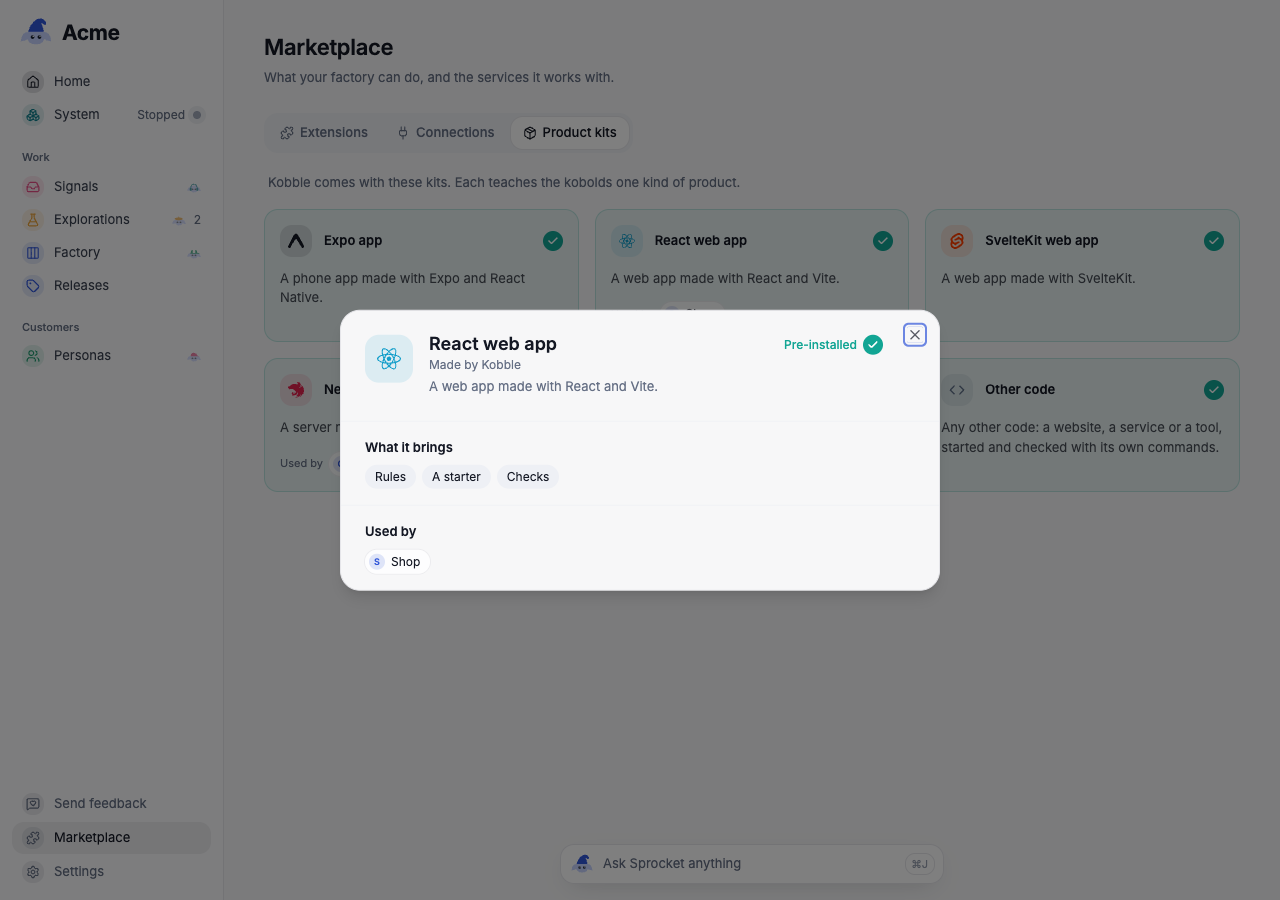 Acme
Home
System Stopped
Work
Signals
Explorations 2
Factory
Releases
Customers
Personas
Send feedback
Marketplace
Settings
Marketplace
What your factory can do, and the services it works with.
Extensions Connections Product kits
Kobble comes with these kits. Each teaches the kobolds one kind of product.
Expo app
A phone app made with Expo and React
Native.
React web app
A web app made with React and Vite.
SvelteKit web app
A web app made with SvelteKit.
A server
Used by
Other code
Any other code: a website, a service or a tool,
started and checked with its own commands.
React web app
Made by Kobble
A web app made with React and Vite.
Pre-installed
What it brings
Rules A starter Checks
Used by
S Shop
Ask Sprocket anything ⌘J